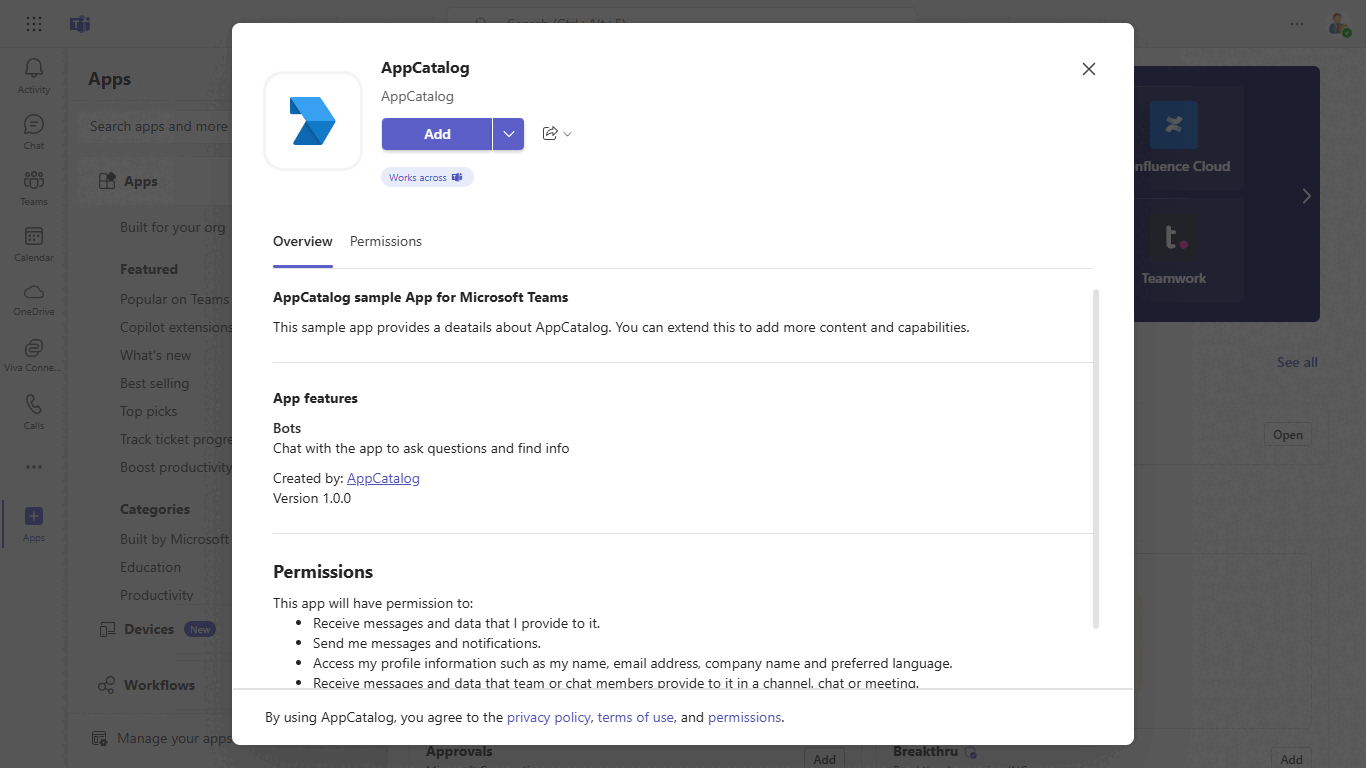 Search (Ctrl+Alt+E)
Activity
Chat
Teams
Calendar
OneDrive
Viva Conne...
Calls
Apps
Apps
Search apps and more
Apps
Built for your org
Featured
Popular on Teams
Copilot extensions
What's new
Best selling
Top picks
Track ticket progre
Boost productivity
Categories
Built by Microsoft
Education
Productivity
Devices New
Workflows
Manage your apps
AppCatalog
AppCatalog
Add
Works across
Overview Permissions
AppCatalog sample App for Microsoft Teams
This sample app provides a deatails about AppCatalog. You can extend this to add more content and capabilities.
App features
Bots
Chat with the app to ask questions and find info
Created by: AppCatalog
Version 1.0.0
Permissions
This app will have permission to:
Receive messages and data that I provide to it.
Send me messages and notifications.
Access my profile information such as my name, email address, company name and preferred language.
Receive messages and data that team or chat members provide to it in a channel, chat or meeting.
By using AppCatalog, you agree to the privacy policy, terms of use, and permissions.
nfluence Cloud
t.
Teamwork
See all
Open
Approvals
Add
Breakthru
Add